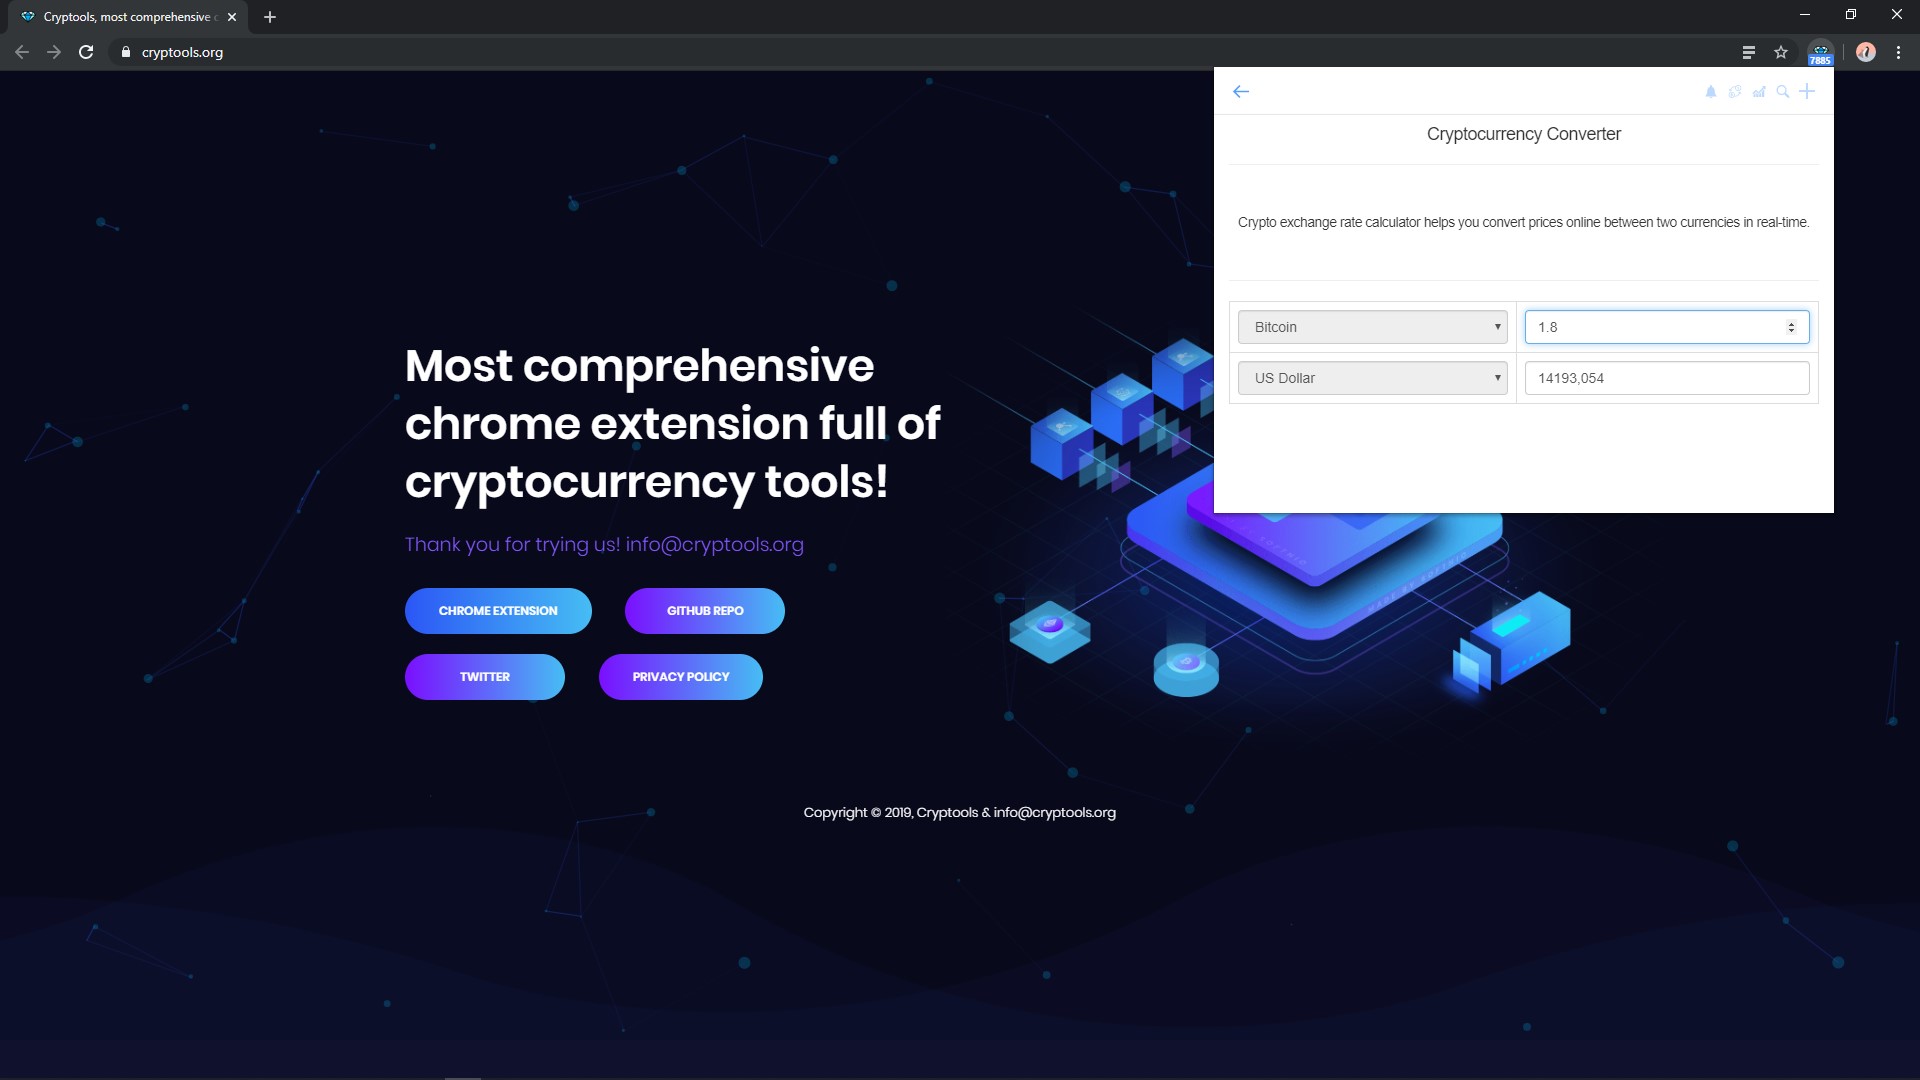 Cryptools, most comprehensive
cryptools.org
7885
Cryptocurrency Converter
Crypto exchange rate calculator helps you convert prices online between two currencies in real-time.
Bitcoin
1.8
US Dollar
14193,054
Most comprehensive
chrome extension full of
cryptocurrency tools!
Thank you for trying us! info@cryptools.org
CHROME EXTENSION
GITHUB REPO
TWITTER
PRIVACY POLICY
Copyright © 2019, Cryptools & info@cryptools.org